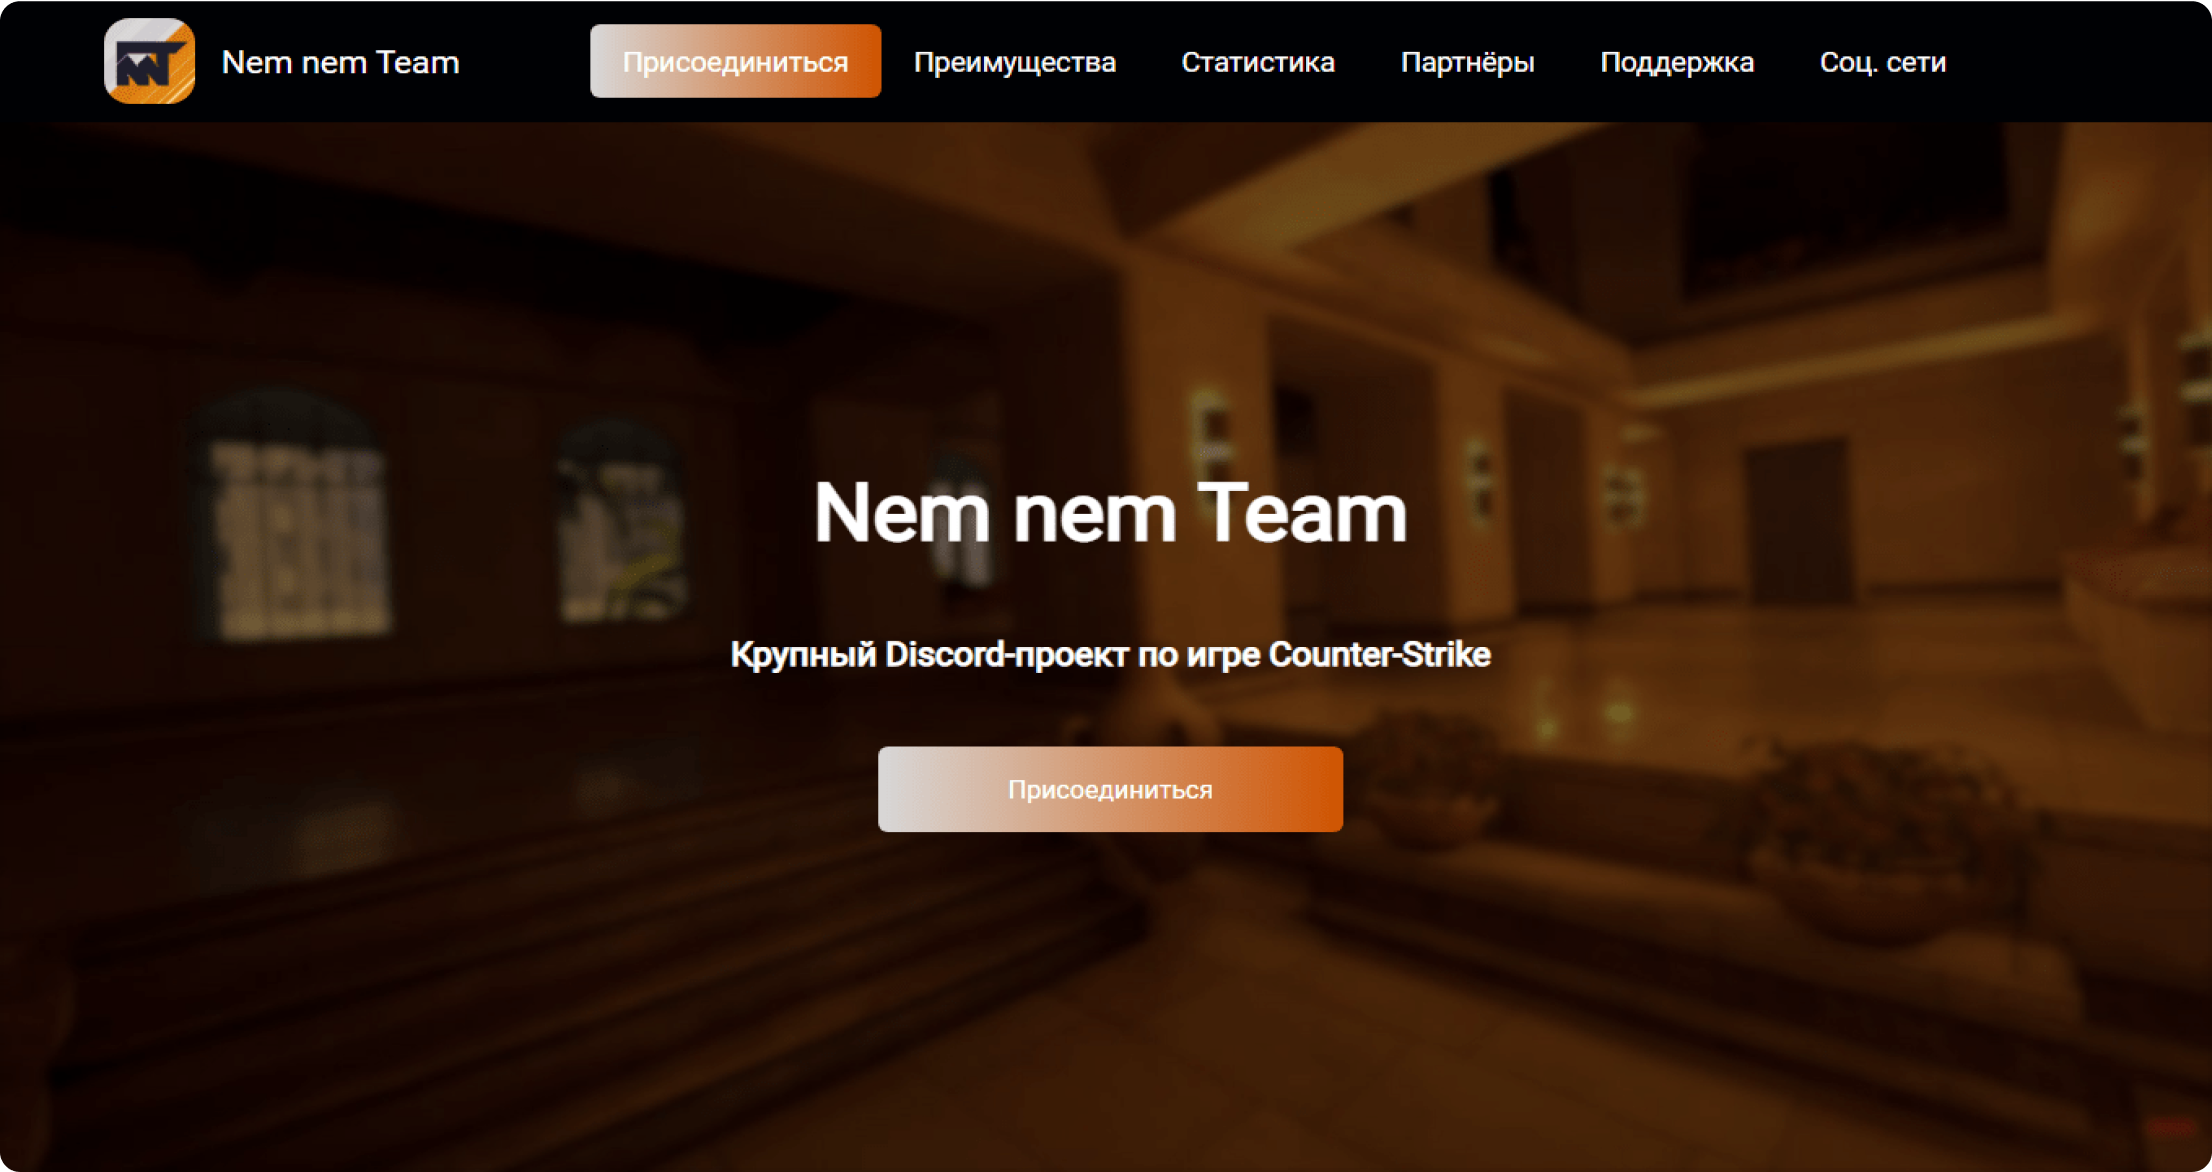 Nem nem Team
Присоединиться
Преимущества
Статистика
Партнёры
Поддержка
Соц. сети
Nem nem Team
Крупный Discord-проект по игре Counter-Strike
Присоединиться